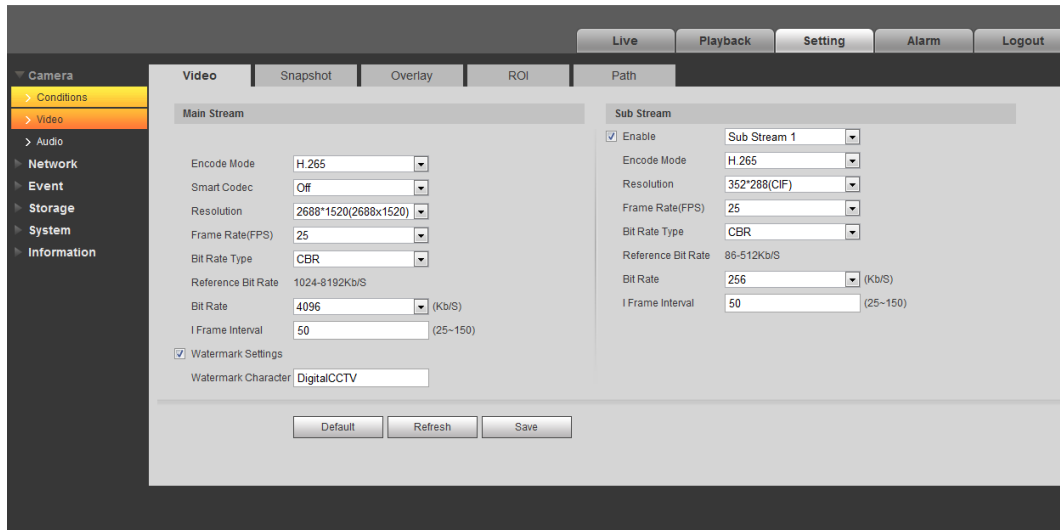 Live Playback Setting Alarm Logout
Camera
Conditions
Video
Audio
Network
Event
Storage
System
Information
Video Snapshot Overlay ROI Path
Main Stream
Encode Mode H.265
Smart Codec Off
Resolution 2688*1520(2688x1520)
Frame Rate(FPS) 25
Bit Rate Type CBR
Reference Bit Rate 1024-8192Kb/S
Bit Rate 4096 (Kb/S)
I Frame Interval 50 (25~150)
Watermark Settings
Watermark Character DigitalCCTV
Sub Stream
Enable Sub Stream 1
Encode Mode H.265
Resolution 352*288(CIF)
Frame Rate(FPS) 25
Bit Rate Type CBR
Reference Bit Rate 86-512Kb/S
Bit Rate 256 (Kb/S)
I Frame Interval 50 (25~150)
Default Refresh Save